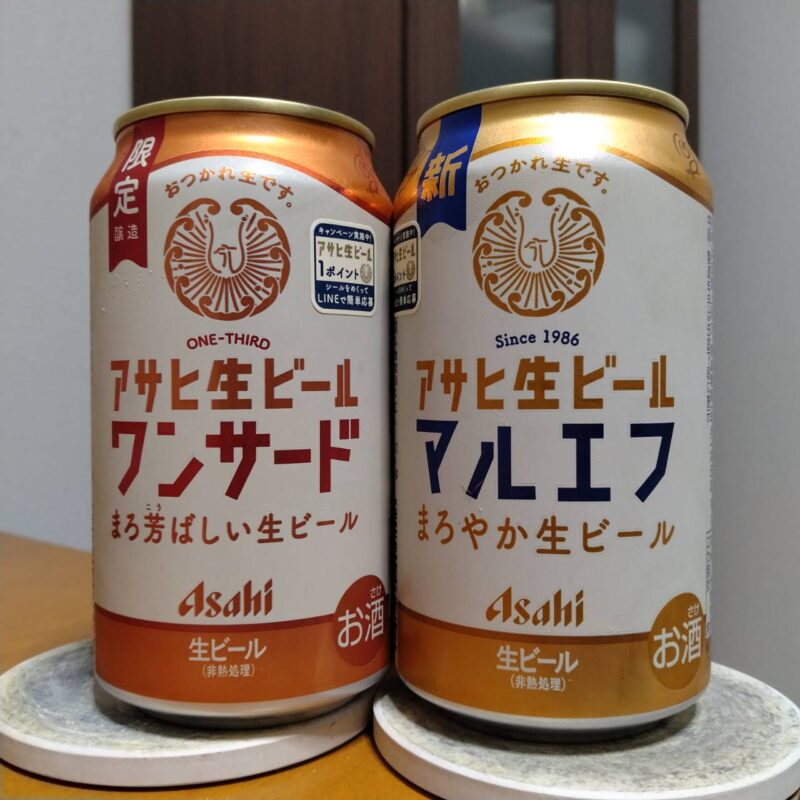 限定
醸造
おつかれ生です。
キャンペーン実施中!
アサヒ生ビール
1ポイント
シールをめくって
LINEで簡単応募
ONE-THIRD
アサヒ生ビール
ワンサード
こう
まろ芳ばしい生ビール
Asahi
生ビール
(非熱処理)
さけ
お酒
新
おつかれ生です。
Since 1986
アサヒ生ビール
マルエフ
まろやか生ビール
Asahi
生ビール
(非熱処理)
さけ
お酒